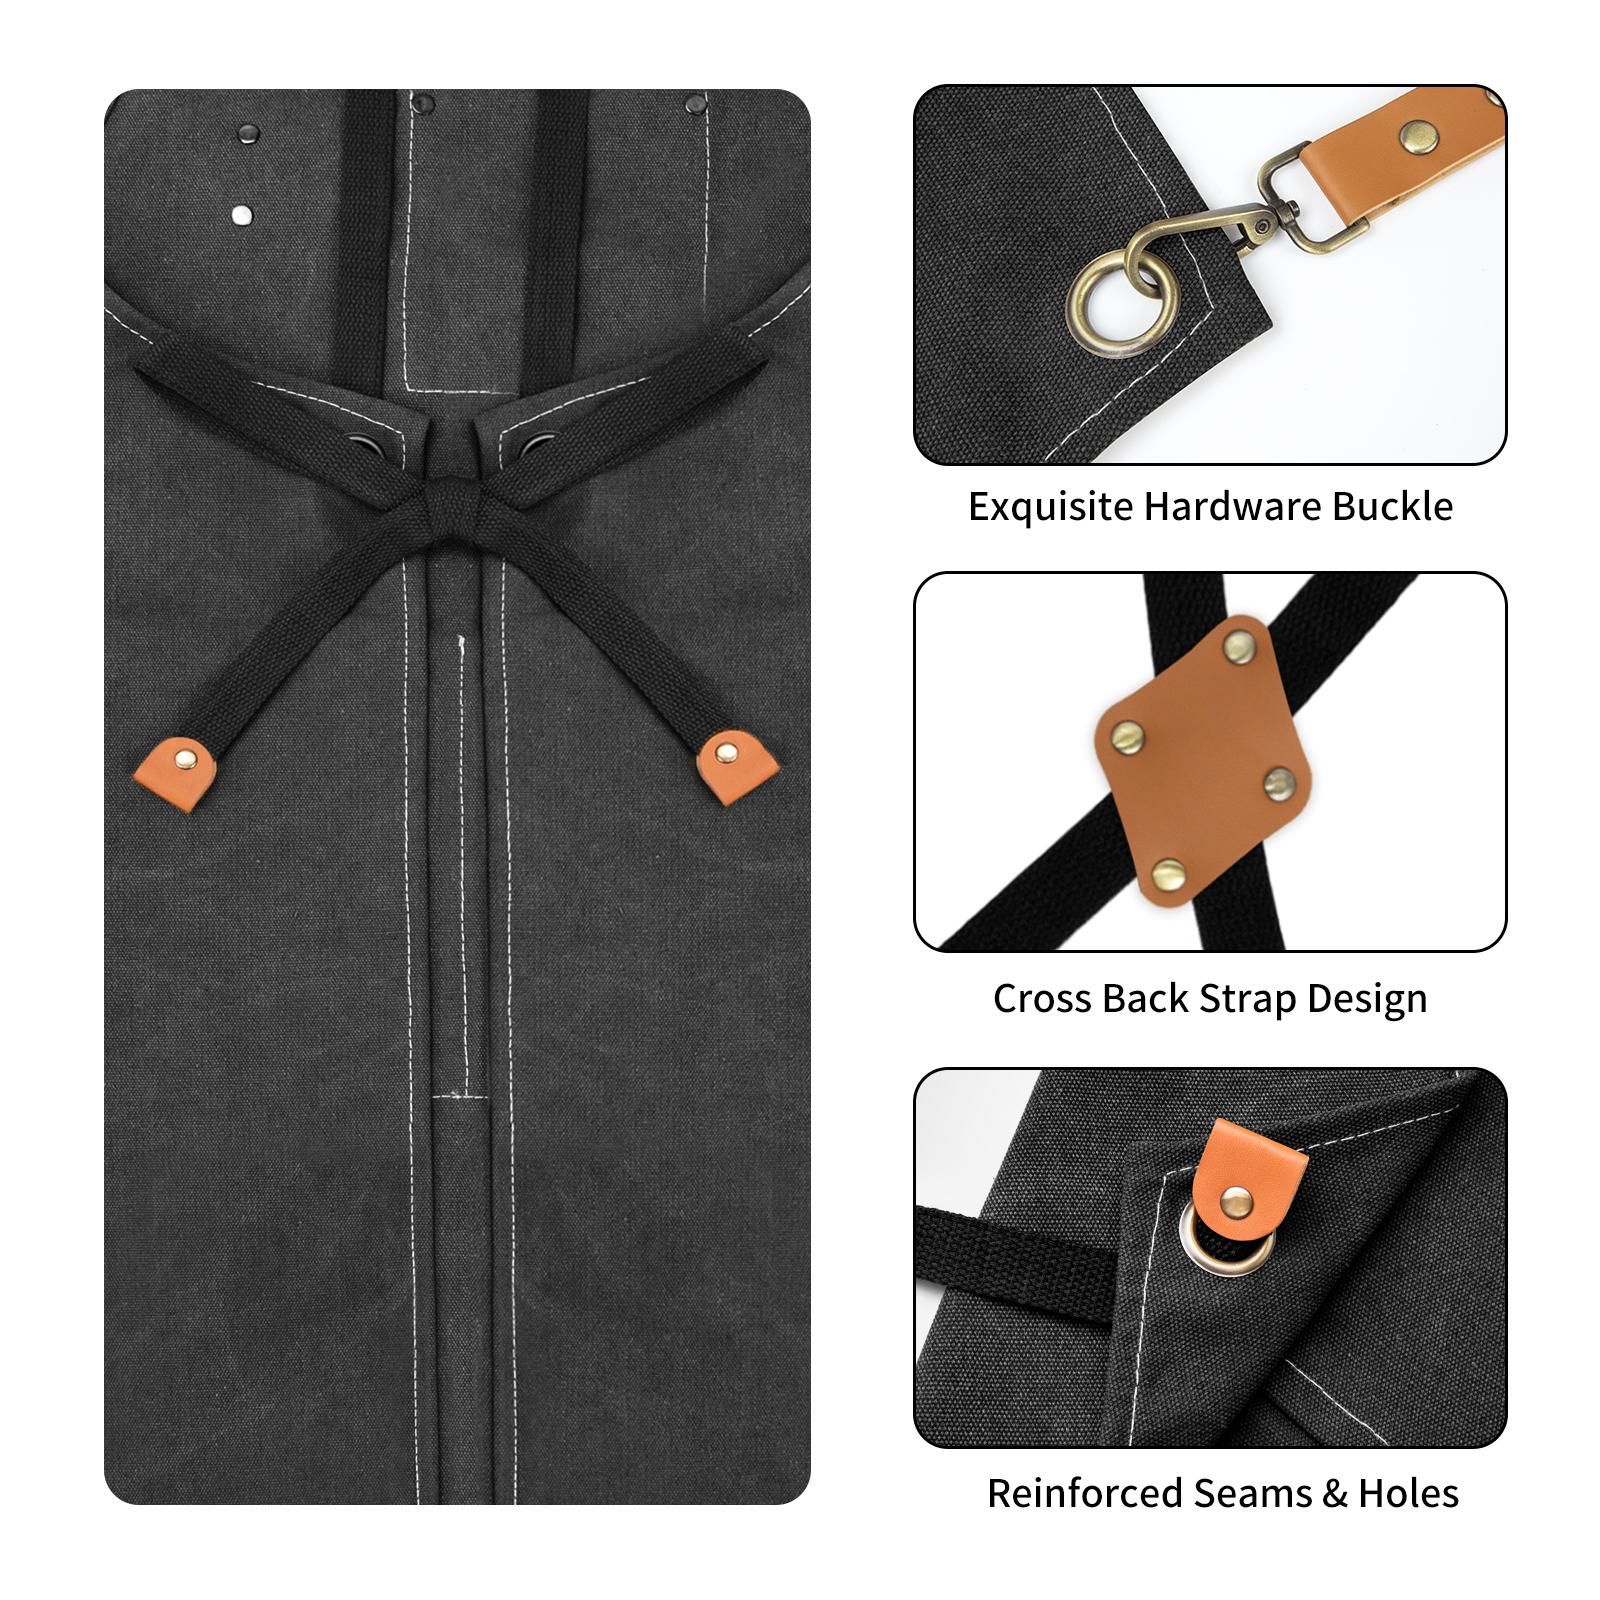 Exquisite Hardware Buckle
Cross Back Strap Design
Reinforced Seams & Holes